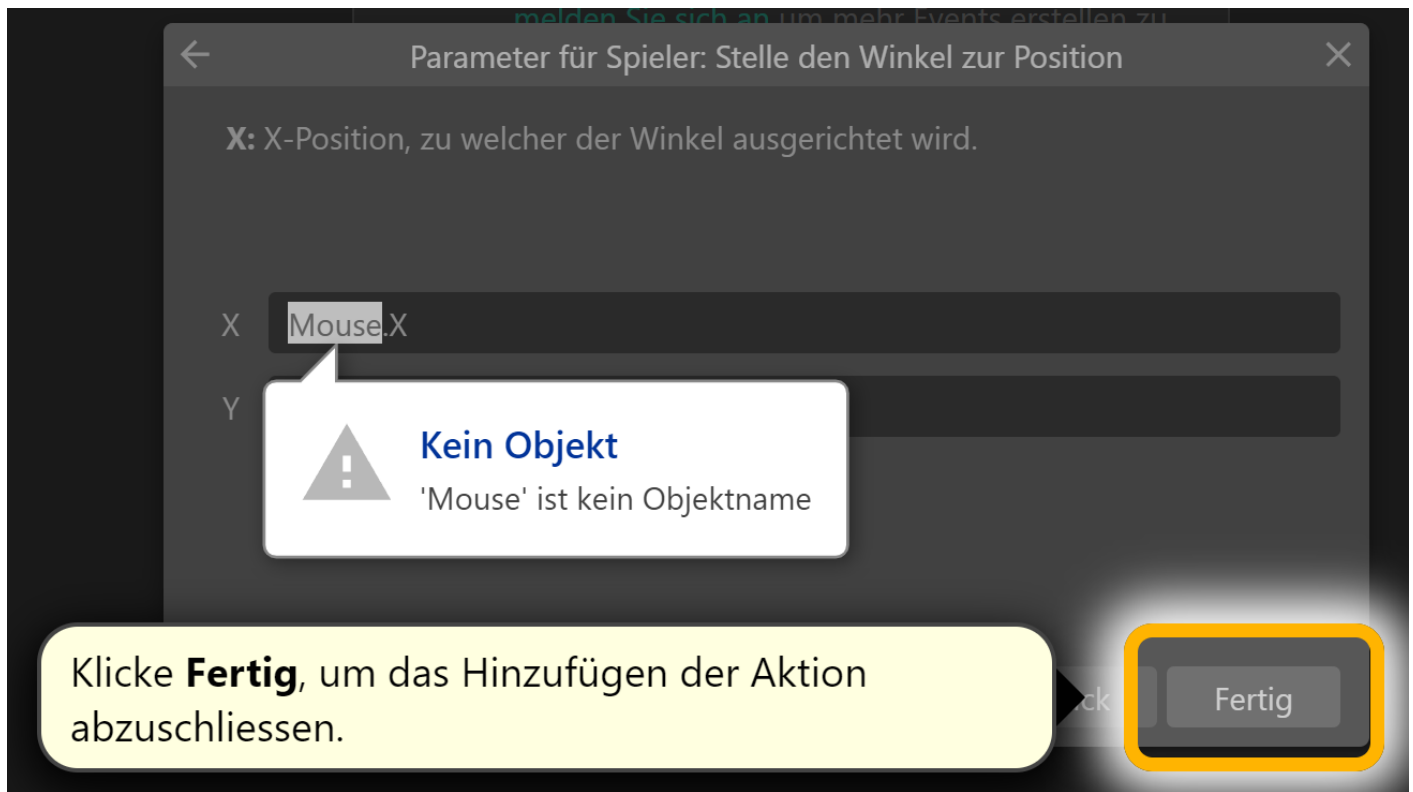 melden Sie sich an um mehr Events erstellen zu
Parameter für Spieler: Stelle den Winkel zur Position
X: X-Position, zu welcher der Winkel ausgerichtet wird.
X Mouse.X
Y
Kein Objekt
'Mouse' ist kein Objektname
Klicke Fertig, um das Hinzufügen der Aktion
abzuschliessen.
ck
Fertig